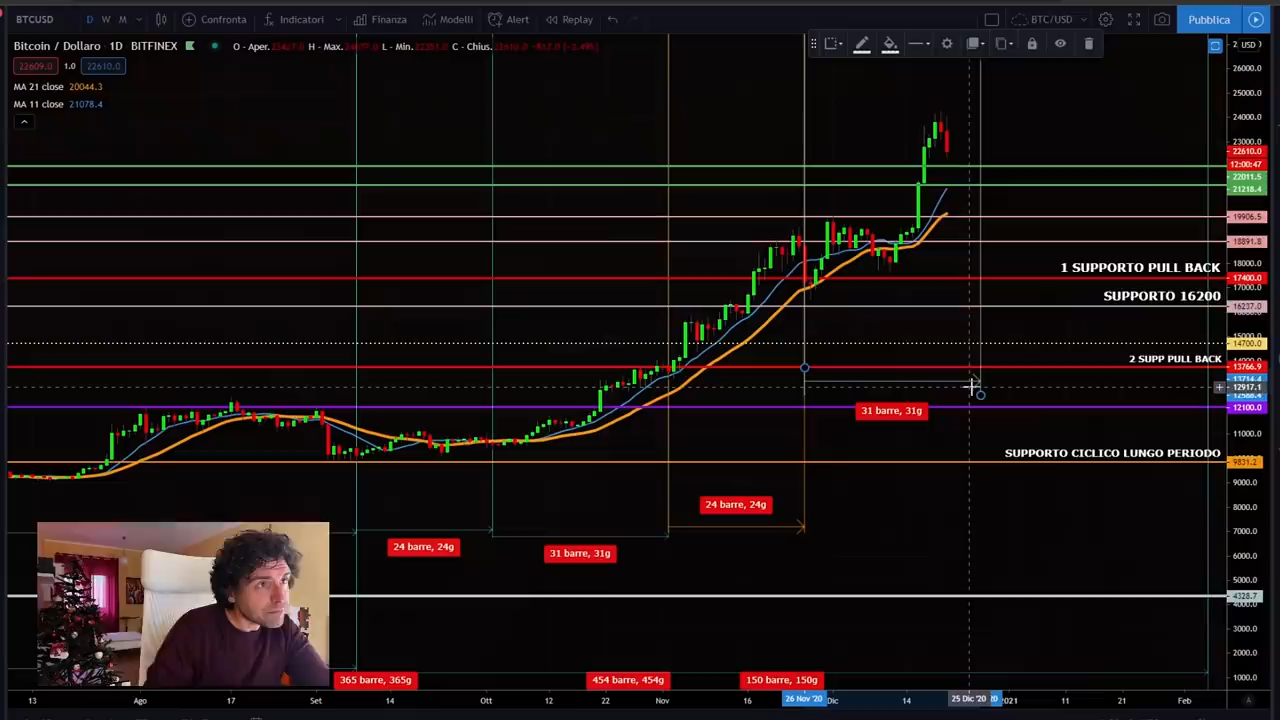 BTCUSD D W M Confronta Indicatori Finanza Modelli Alert Replay BTC/USD Pubblica
Bitcoin / Dollaro 1D BITFINEX O - Aper. H - Max. L - Min. C - Chius.
22609.0 1.0 22610.0
MA 21 close 20044.3
MA 11 close 21078.4
USD
26000.0
25000.0
24000.0
23000.0
22610.0
12:00:47
22011.5
21218.4
19906.5
18891.8
18000.0
1 SUPPORTO PULL BACK
17400.0
17000.0
SUPPORTO 16200
16237.0
15000.0
14700.0
2 SUPP PULL BACK
13766.9
12917.1
12100.0
31 barre, 31g
11000.0
SUPPORTO CICLICO LUNGO PERIODO
9831.2
9000.0
8000.0
24 barre, 24g
7000.0
24 barre, 24g
31 barre, 31g
6000.0
5000.0
4328.7
4000.0
3000.0
2000.0
365 barre, 365g
454 barre, 454g
150 barre, 150g
1000.0
13 Ago 17 Set 14 Ott 12 22 Nov 16 26 Nov '20 Dic 14 25 Dic '20 2021 11 21 Feb